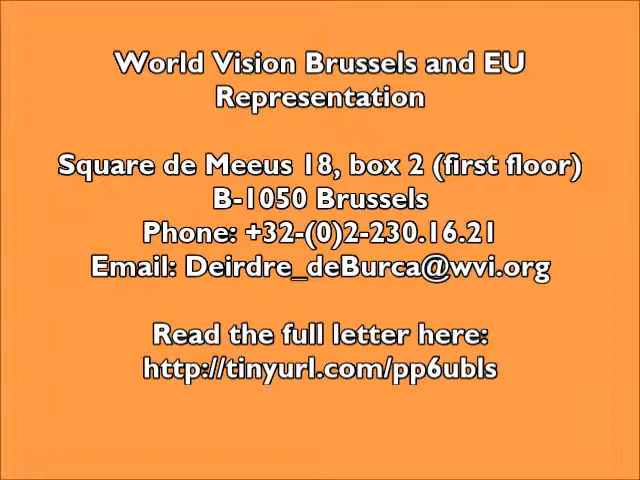 World Vision Brussels and EU
Representation
Square de Meeus 18, box 2 (first floor)
B-1050 Brussels
Phone: +32-(0)2-230.16.21
Email: Deirdre_deBurca@wvi.org
Read the full letter here:
http://tinyurl.com/pp6ubls